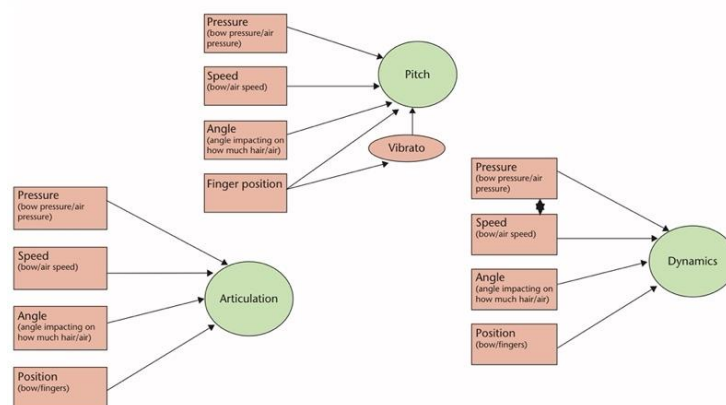 Pressure
(bow pressure/air
pressure)
Speed
(bow/air speed)
Angle
(angle impacting on
how much hair/air)
Finger position
Pitch
Vibrato
Pressure
(bow pressure/air
pressure)
Speed
(bow/air speed)
Angle
(angle impacting on
how much hair/air)
Position
(bow/fingers)
Articulation
Pressure
(bow pressure/air
pressure)
Speed
(bow/air speed)
Angle
(angle impacting on
how much hair/air)
Position
(bow/fingers)
Dynamics